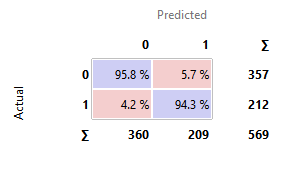 Predicted
0 1 Σ
Actual
0 95.8 % 5.7 % 357
1 4.2 % 94.3 % 212
Σ 360 209 569